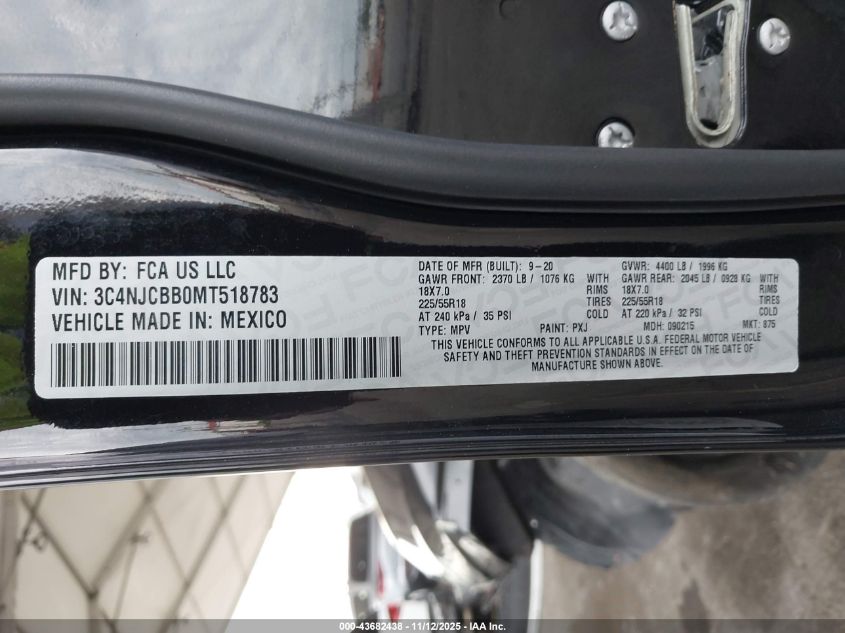 MFD BY: FCA US LLC
VIN: 3C4NJCBB0MT518783
VEHICLE MADE IN: MEXICO
DATE OF MFR (BUILT): 9-20 GVWR: 4400 LB / 1996 KG
GAWR FRONT: 2370 LB / 1076 KG WITH GAWR REAR: 2045 LB / 0928 KG WITH
18X7.0 RIMS 18X7.0 RIMS
225/55R18 TIRES 225/55R18 TIRES
AT 240 kPa / 35 PSI COLD AT 220 kPa / 32 PSI COLD
TYPE: MPV PAINT: PXJ MDH: 090215 MKT: 875
THIS VEHICLE CONFORMS TO ALL APPLICABLE U.S.A. FEDERAL MOTOR VEHICLE
SAFETY AND THEFT PREVENTION STANDARDS IN EFFECT ON THE DATE OF
MANUFACTURE SHOWN ABOVE.
000-43682438 - 11/12/2025 - IAA Inc.